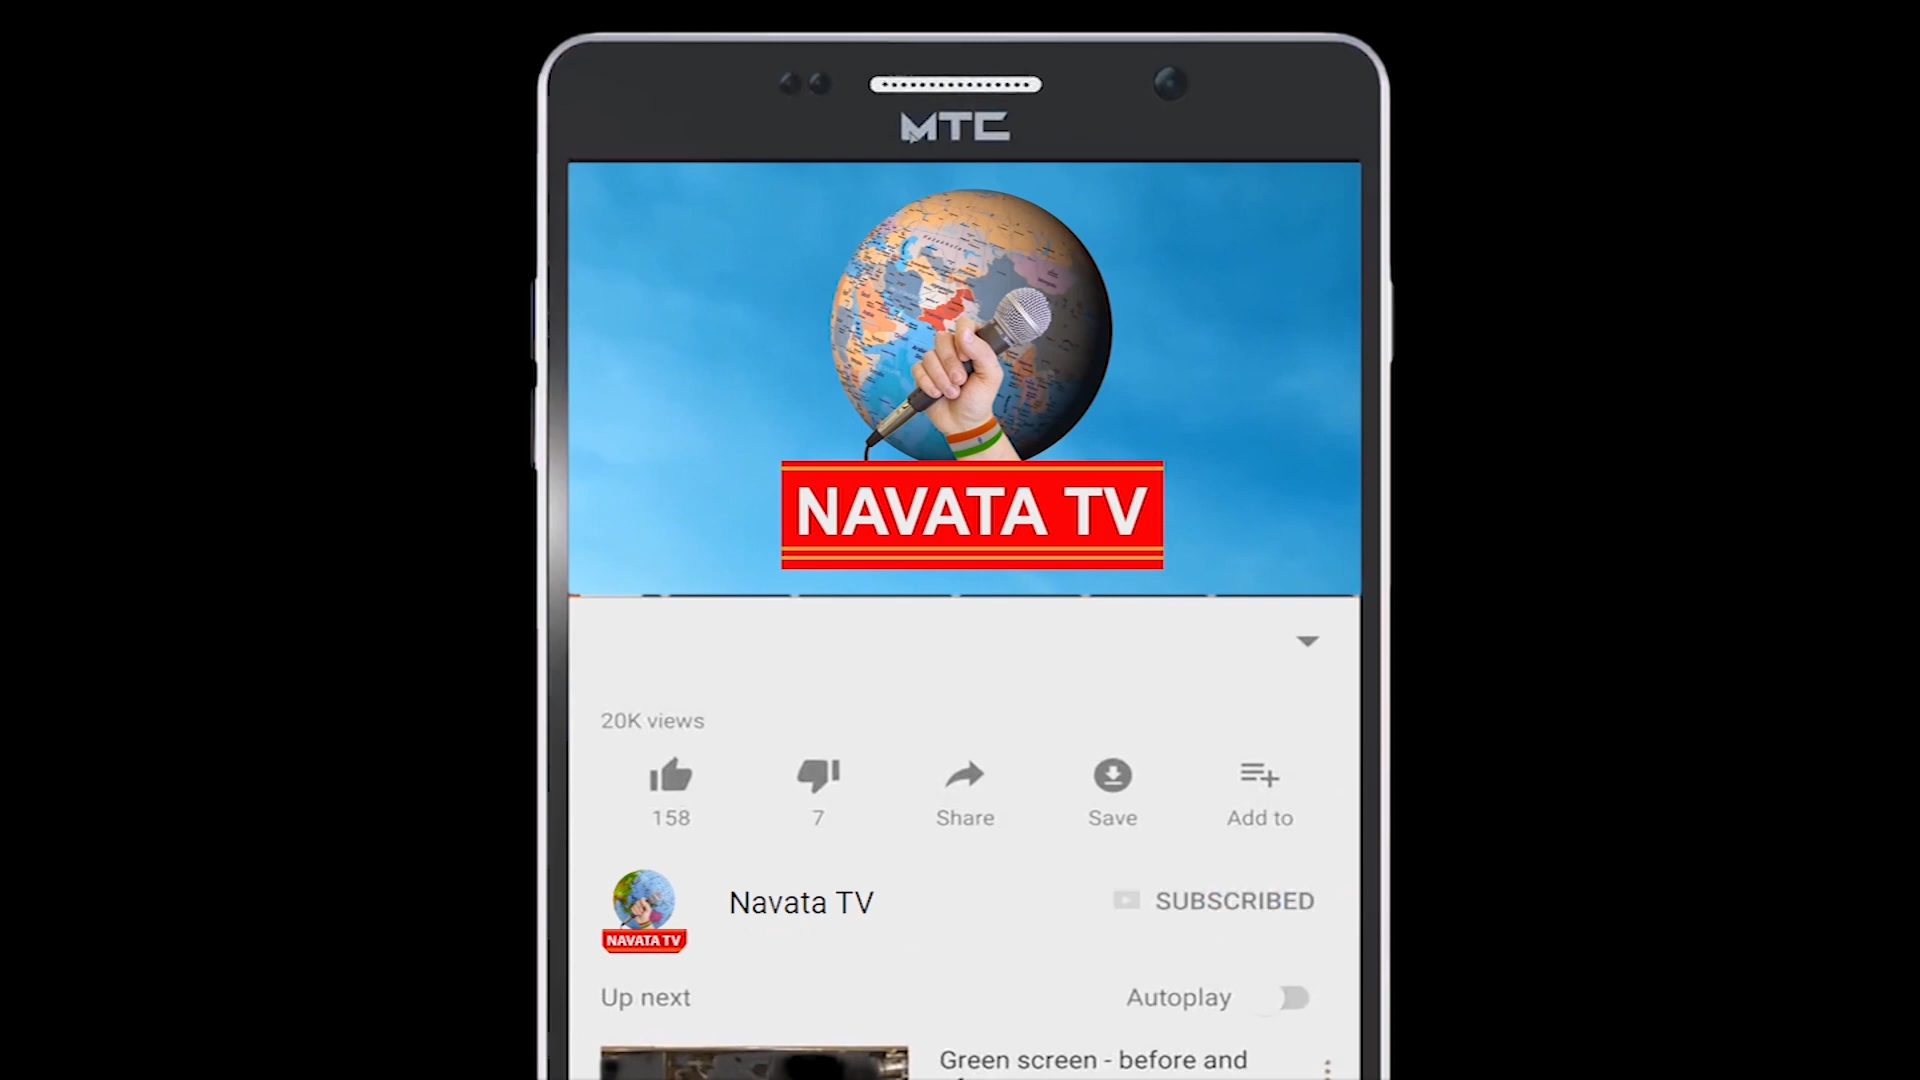 MTC
NAVATA TV
20K views
158
7
Share
Save
Add to
Navata TV
SUBSCRIBED
NAVATA TV
Up next
Autoplay
Green screen - before and